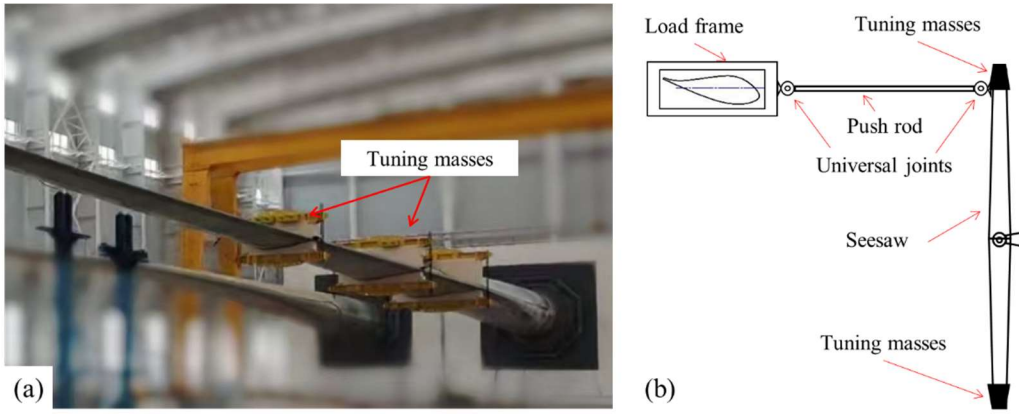 Tuning masses
(a)
Load frame
Tuning masses
Push rod
Universal joints
Seesaw
Tuning masses
(b)